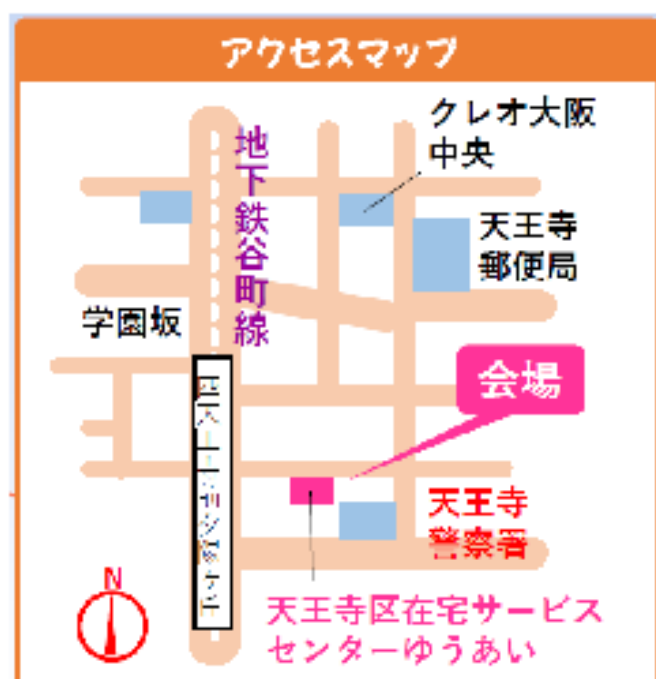 アクセスマップ
クレオ大阪
中央
地下鉄谷町線
天王寺
郵便局
学園坂
会場
天王寺
警察署
N
天王寺区在宅サービス
センターゆうあい